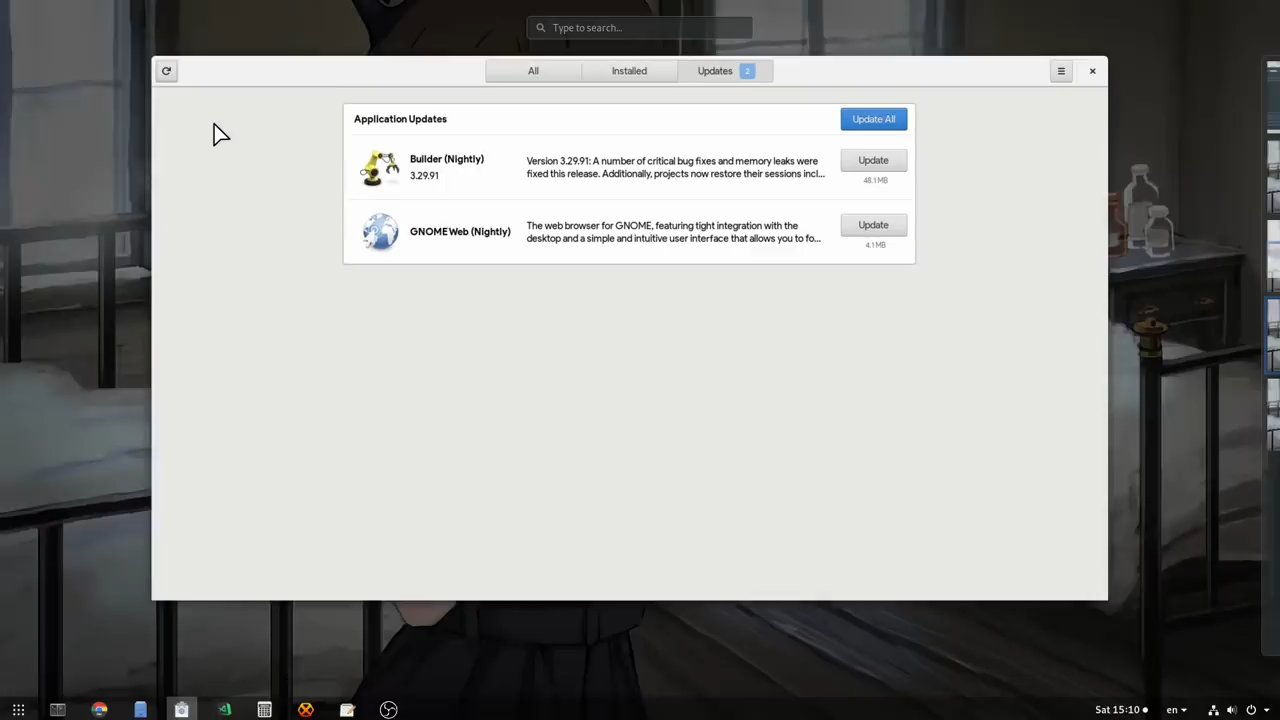 Type to search...
All
Installed
Updates 2
Application Updates
Update All
Builder (Nightly)
3.29.91
Version 3.29.91: A number of critical bug fixes and memory leaks were
fixed this release. Additionally, projects now restore their sessions incl...
Update
48.1 MB
GNOME Web (Nightly)
The web browser for GNOME, featuring tight integration with the
desktop and a simple and intuitive user interface that allows you to fo...
Update
4.1 MB
Sat 15:10
en